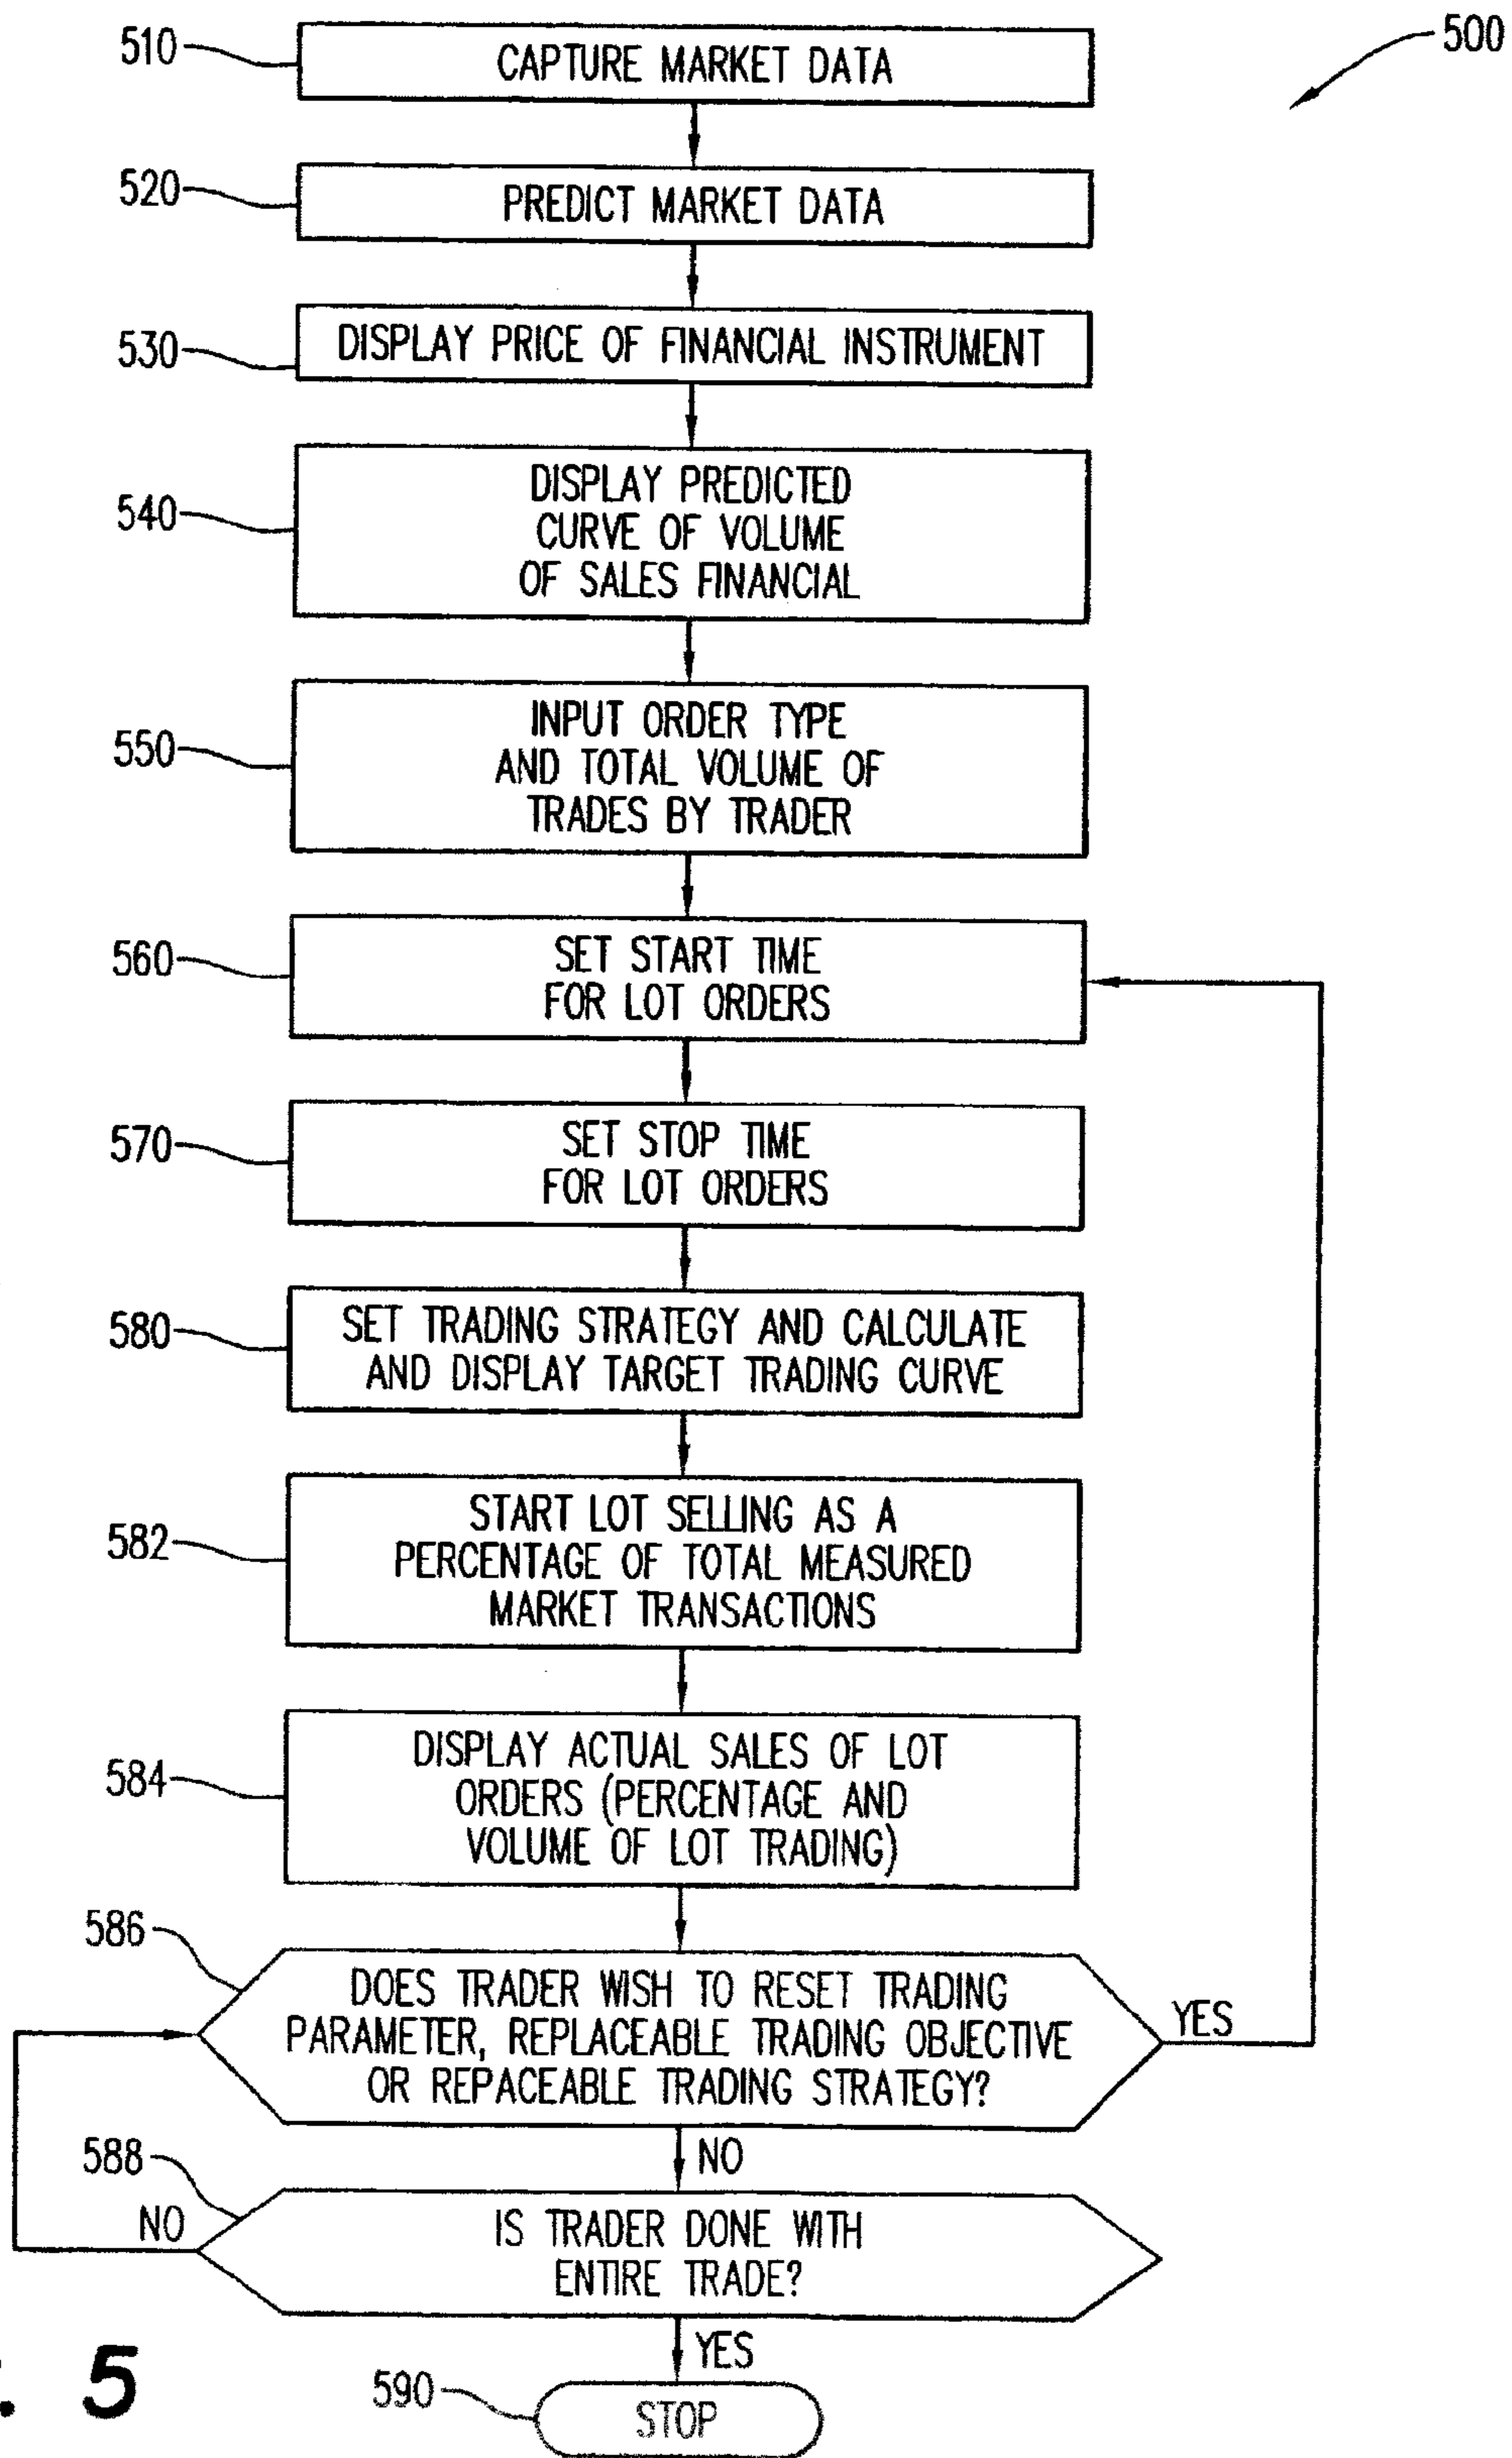 500
510
CAPTURE MARKET DATA
520
PREDICT MARKET DATA
530
DISPLAY PRICE OF FINANCIAL INSTRUMENT
540
DISPLAY PREDICTED
CURVE OF VOLUME
OF SALES FINANCIAL
550
INPUT ORDER TYPE
AND TOTAL VOLUME OF
TRADES BY TRADER
560
SET START TIME
FOR LOT ORDERS
570
SET STOP TIME
FOR LOT ORDERS
580
SET TRADING STRATEGY AND CALCULATE
AND DISPLAY TARGET TRADING CURVE
582
START LOT SELLING AS A
PERCENTAGE OF TOTAL MEASURED
MARKET TRANSACTIONS
584
DISPLAY ACTUAL SALES OF LOT
ORDERS (PERCENTAGE AND
VOLUME OF LOT TRADING)
586
DOES TRADER WISH TO RESET TRADING
PARAMETER, REPLACEABLE TRADING OBJECTIVE
OR REPACEABLE TRADING STRATEGY?
YES
NO
588
NO
IS TRADER DONE WITH
ENTIRE TRADE?
YES
590
STOP
. 5